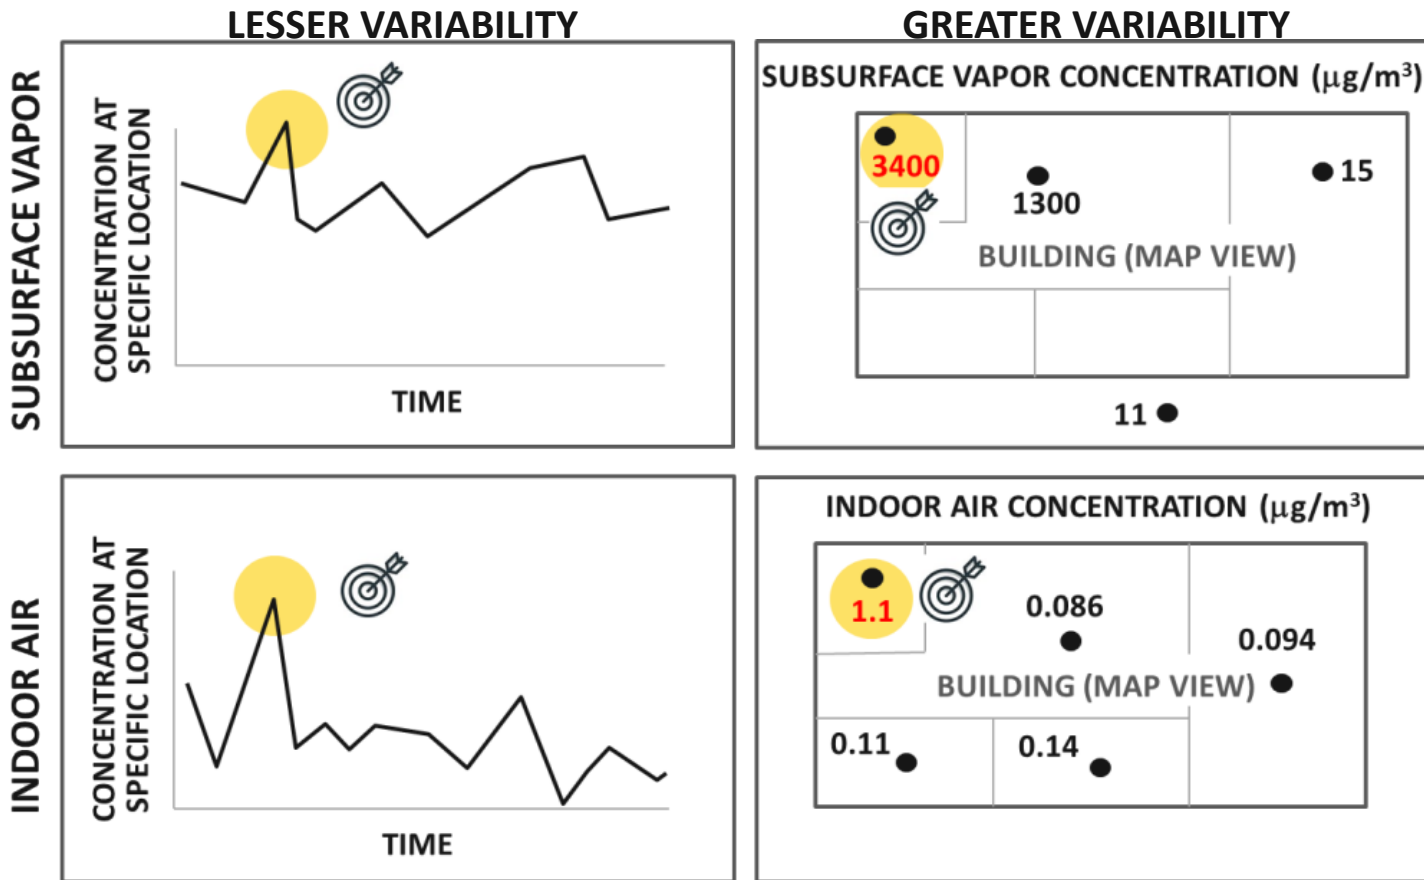 LESSER VARIABILITY
GREATER VARIABILITY
SUBSURFACE VAPOR
CONCENTRATION AT
SPECIFIC LOCATION
TIME
SUBSURFACE VAPOR CONCENTRATION (μg/m³)
3400
1300
15
BUILDING (MAP VIEW)
11
INDOOR AIR
CONCENTRATION AT
SPECIFIC LOCATION
TIME
INDOOR AIR CONCENTRATION (μg/m³)
1.1
0.086
0.094
BUILDING (MAP VIEW)
0.11
0.14